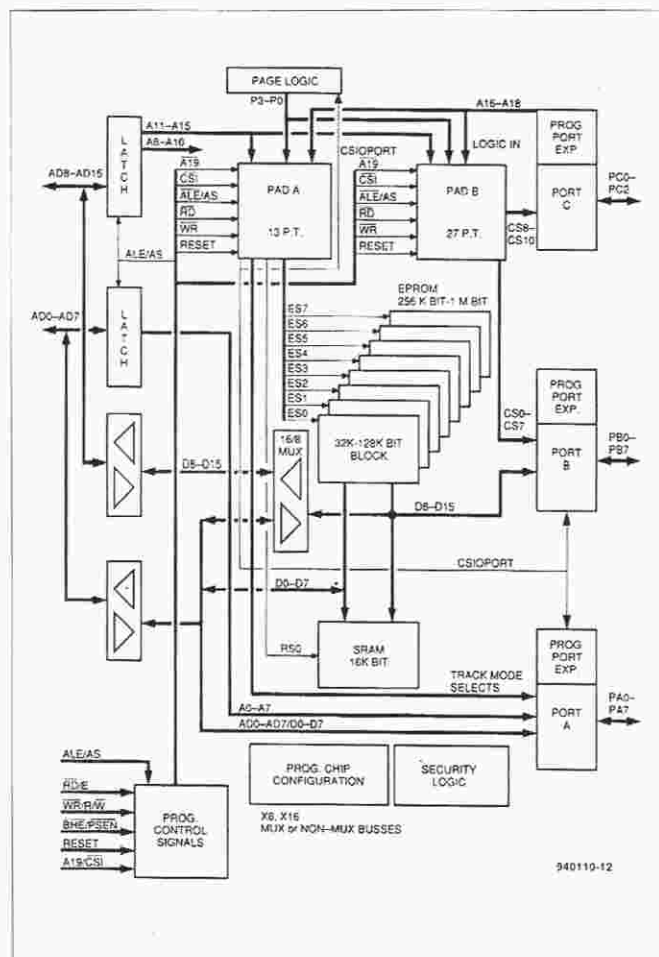 PAGE LOGIC
P3–P0
A16–A18
A11–A15
A8–A16
LATCH
AD8–AD15
ALE/AS
AD0–AD7
LATCH
CSIOPORT
LOGIC IN
A19
CSI
ALE/AS
RD
WR
RESET
PAD A
13 P.T.
A19
CSI
ALE/AS
RD
WR
RESET
PAD B
27 P.T.
PROG
PORT
EXP
PORT
C
PC0–
PC2
CS8–
CS10
EPROM
256 K BIT-1 M BIT
ES7
ES6
ES5
ES4
ES3
ES2
ES1
ES0
32K-128K BIT
BLOCK
CS0–
CS7
PROG
PORT
EXP.
PORT
B
PB0–
PB7
16/8
MUX
D8–D15
D8–D15
D0–D7
CSIOPORT
RS0
SRAM
16K BIT
TRACK MODE
SELECTS
A0–A7
AD0–AD7/D0–D7
PROG
PORT
EXP
PORT
A
PA0–
PA7
ALE/AS
RD/E
WR/R/W
BHE/PSEN
RESET
A19/CSI
PROG.
CONTROL
SIGNALS
PROG. CHIP
CONFIGURATION
SECURITY
LOGIC
X8, X16
MUX or NON–MUX BUSSES
940110-12